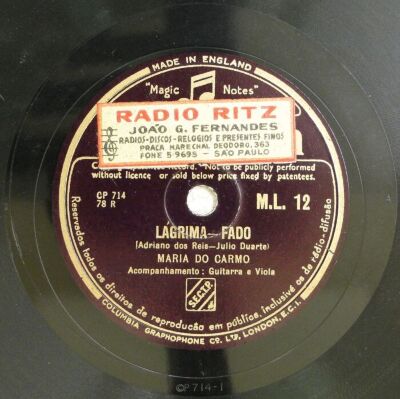 MADE IN ENGLAND
"Magic Notes"
RADIO RITZ
JOÃO G. FERNANDES
RADIOS-DISCOS-RELOGIOS E PRESENTES FINOS
PRAÇA MARECHAL DEODORO, 363
FONE 5 9695 - SÃO PAULO
record. "Not to be publicly performed
without licence or sold below price fixed by patentees.
CP 714
78 R
M.L. 12
LÁGRIMA—FADO
(Adriano dos Reis—Julio Duarte)
MARIA DO CARMO
Acompanhamento: Guitarra e Viola
S.E.C.T.P.
Reservados todos os direitos de reprodução em público, inclusivé os de rádio-difusão
COLUMBIA GRAPHOPHONE Co. LTD, LONDON, E.C.1.
CP714-1